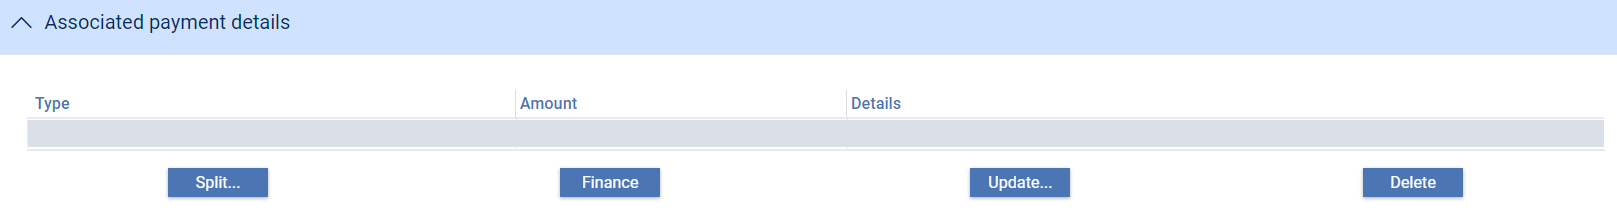 Associated payment details
Type Amount Details
Split... Finance Update... Delete